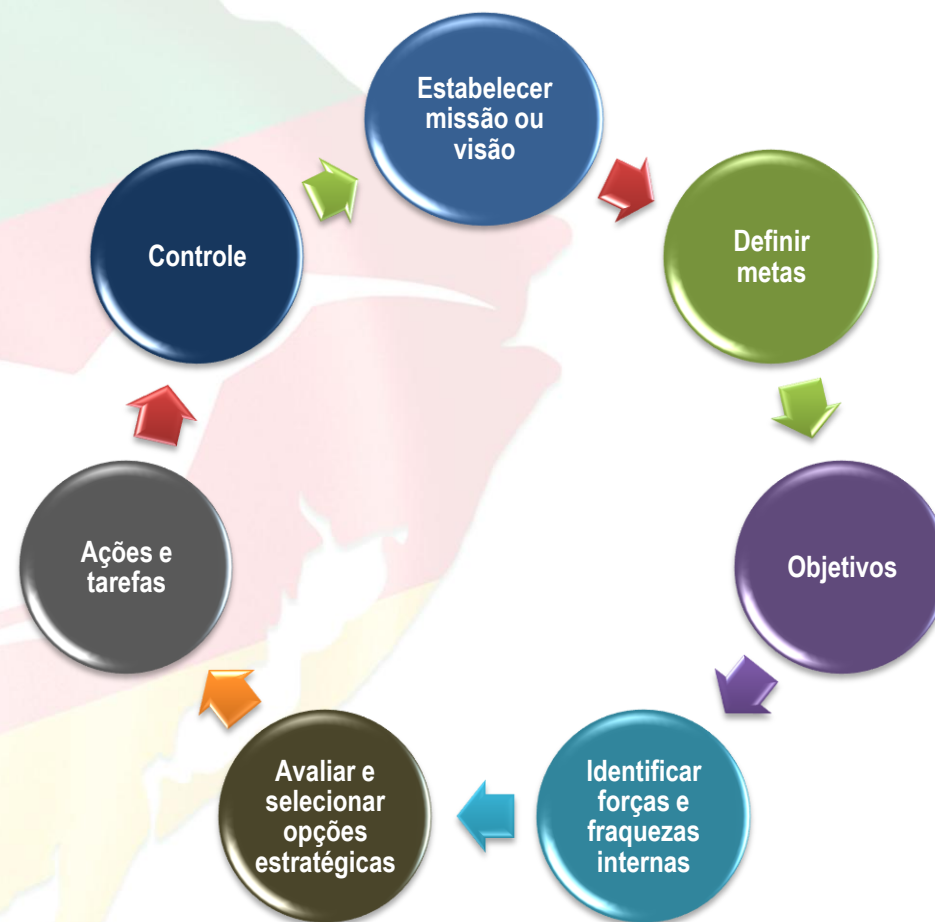 Estabelecer
missão ou
visão
Definir
metas
Objetivos
Identificar
forças e
fraquezas
internas
Avaliar e
selecionar
opções
estratégicas
Ações e
tarefas
Controle